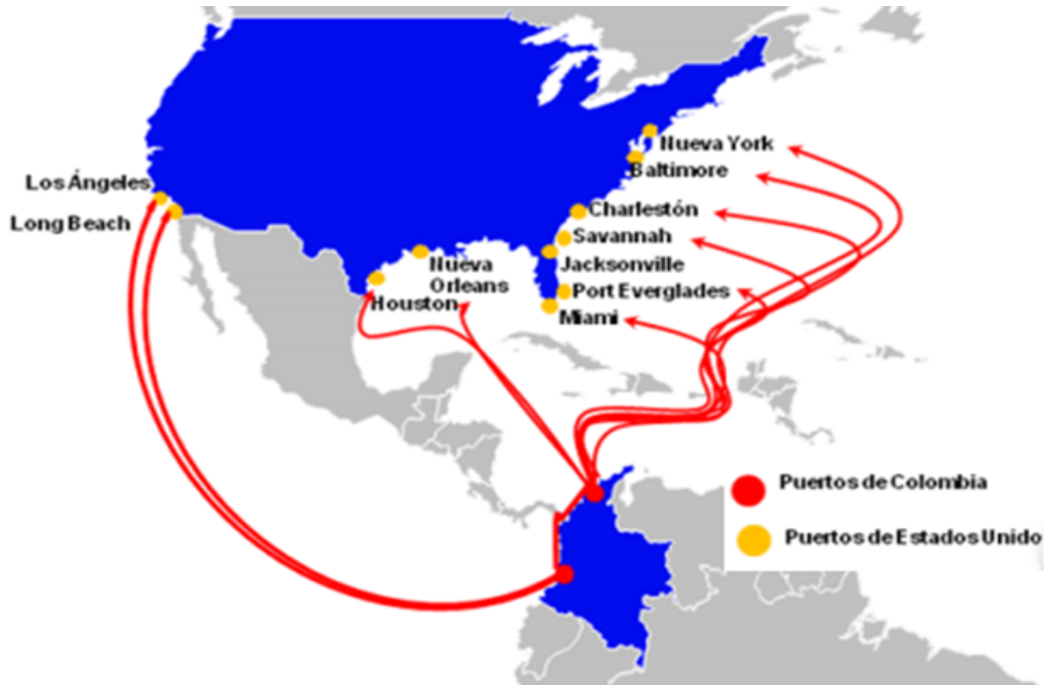 Nueva York
Baltimore
Los Ángeles
Charlestón
Long Beach
Savannah
Nueva
Orleans
Jacksonville
Port Everglades
Houston
Miami
Puertos de Colombia
Puertos de Estados Unido